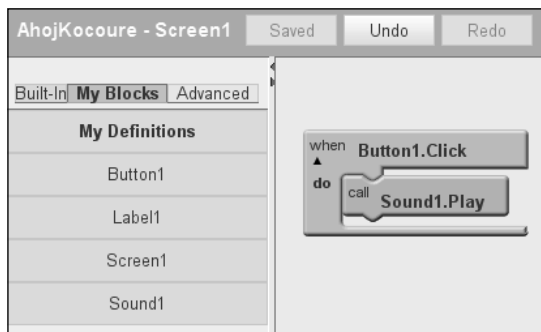 AhojKocoure - Screen1 Saved Undo Redo
Built-In My Blocks Advanced
My Definitions
Button1
Label1
Screen1
Sound1
when Button1.Click
do
call Sound1.Play